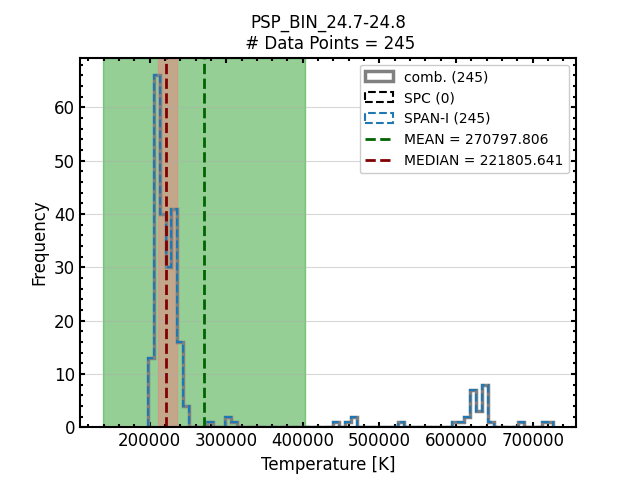 PSP_BIN_24.7-24.8
# Data Points = 245
comb. (245)
SPC (0)
SPAN-I (245)
MEAN = 270797.806
MEDIAN = 221805.641
Frequency
60
50
40
30
20
10
0
200000 300000 400000 500000 600000 700000
Temperature [K]